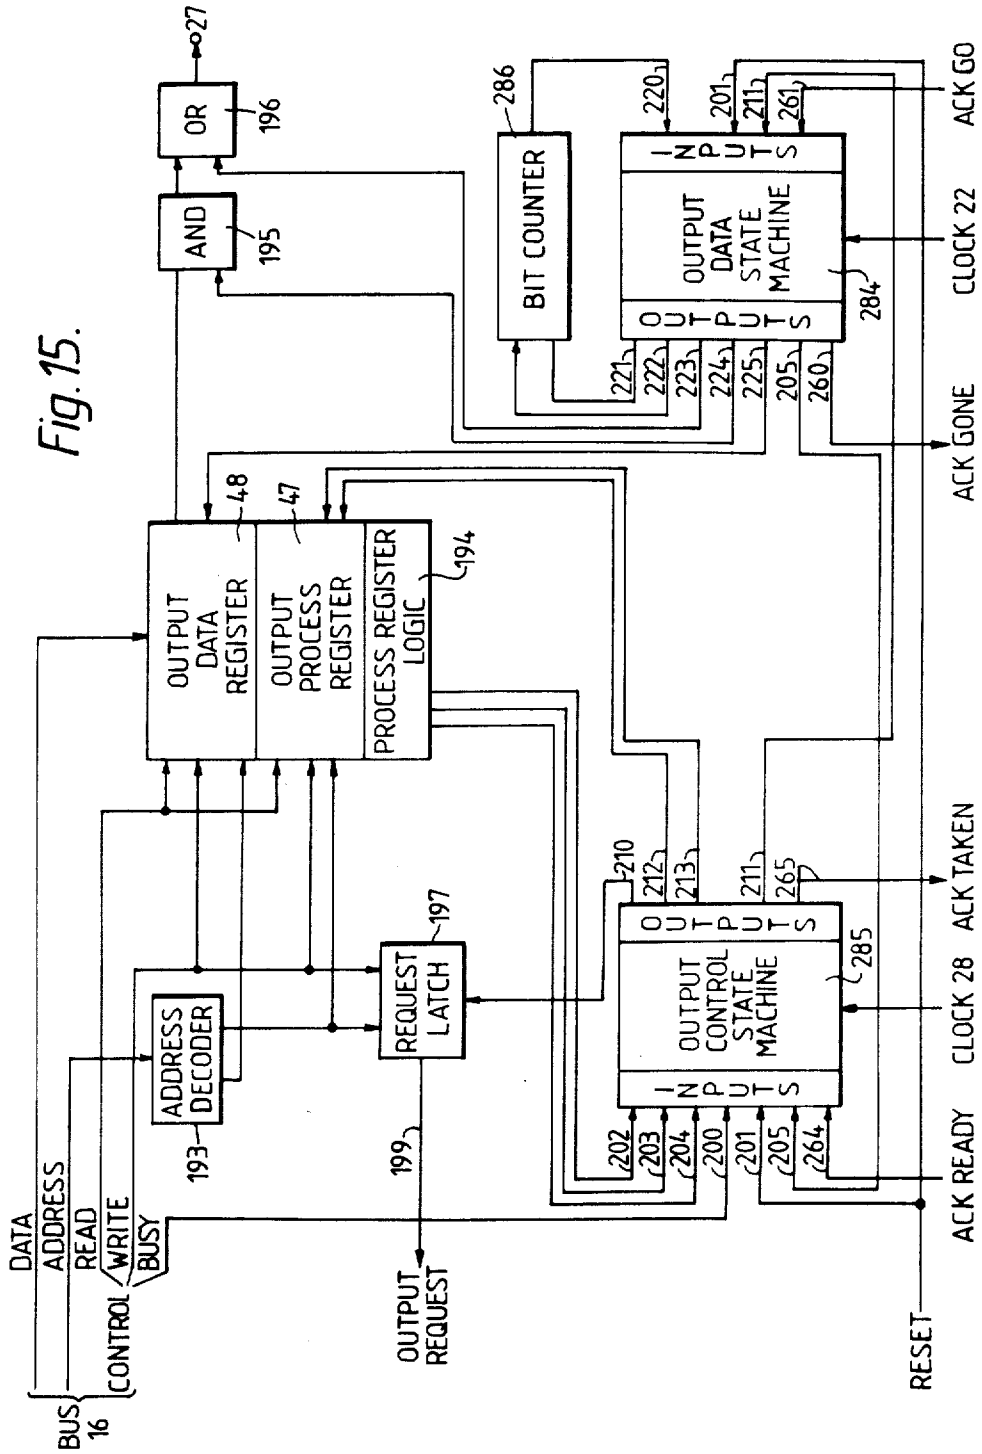 Fig. 15.
BUS
16
DATA
ADDRESS
CONTROL
READ
WRITE
BUSY
ADDRESS
DECODER
193
OUTPUT
DATA
REGISTER
48
OUTPUT
PROCESS
REGISTER
47
PROCESS REGISTER
LOGIC
194
AND
195
OR
196
27
REQUEST
LATCH
197
199
OUTPUT
REQUEST
BIT COUNTER
286
INPUTS
OUTPUT
CONTROL
STATE
MACHINE
OUTPUTS
285
202
203
204
200
201
205
264
210
212
213
211
265
OUTPUTS
OUTPUT
DATA
STATE
MACHINE
INPUTS
284
221
222
223
224
225
205
260
220
201
211
261
RESET
ACK READY
CLOCK 28
ACK TAKEN
ACK GONE
CLOCK 22
ACK GO